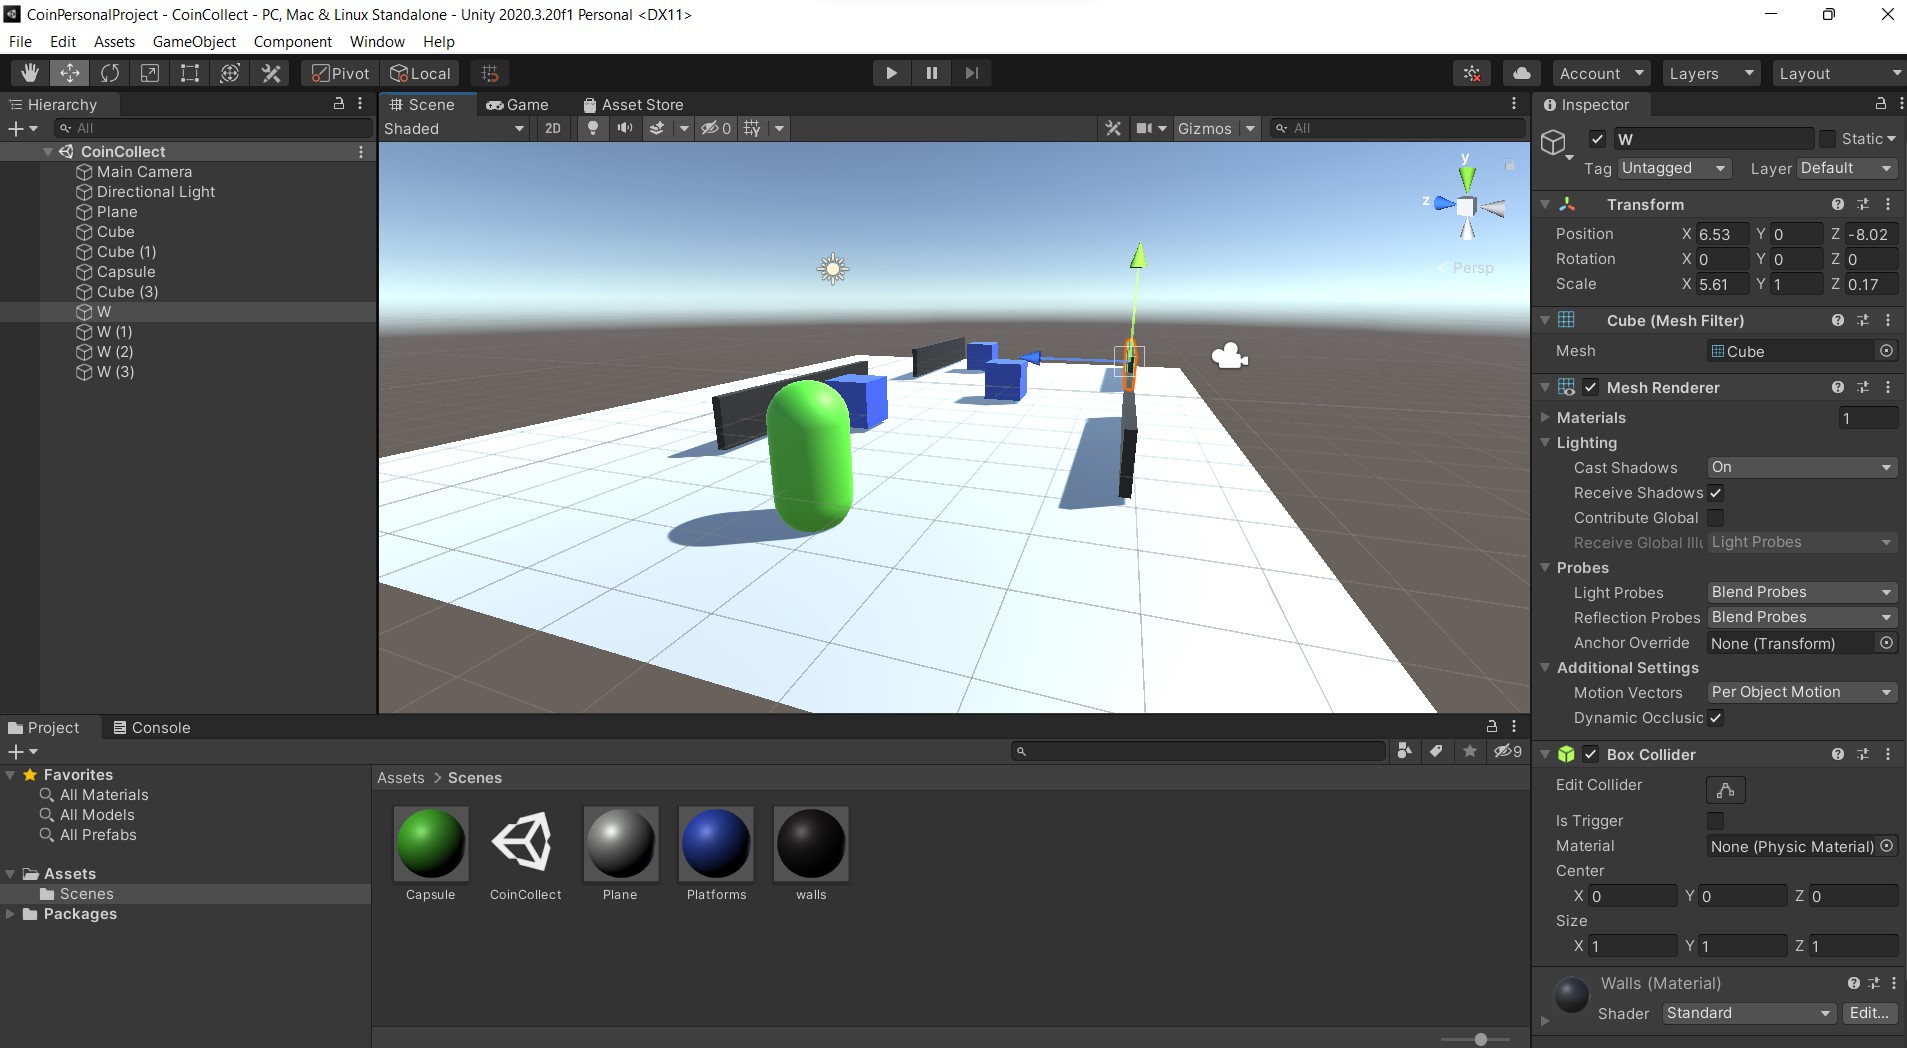 CoinPersonalProject - CoinCollect - PC, Mac & Linux Standalone - Unity 2020.3.20f1 Personal <DX11>
File Edit Assets GameObject Component Window Help
Pivot Local Account Layers Layout
Hierarchy
All
CoinCollect
Main Camera
Directional Light
Plane
Cube
Cube (1)
Capsule
Cube (3)
W
W (1)
W (2)
W (3)
Scene Game Asset Store
Shaded 2D 0 Gizmos All
y
z
< Persp
Inspector
W Static
Tag Untagged Layer Default
Transform
Position X 6.53 Y 0 Z -8.02
Rotation X 0 Y 0 Z 0
Scale X 5.61 Y 1 Z 0.17
Cube (Mesh Filter)
Mesh Cube
Mesh Renderer
Materials 1
Lighting
Cast Shadows On
Receive Shadows
Contribute Global
Receive Global Illu Light Probes
Probes
Light Probes Blend Probes
Reflection Probes Blend Probes
Anchor Override None (Transform)
Additional Settings
Motion Vectors Per Object Motion
Dynamic Occlusic
Box Collider
Edit Collider
Is Trigger
Material None (Physic Material)
Center
X 0 Y 0 Z 0
Size
X 1 Y 1 Z 1
Walls (Material)
Shader Standard Edit...
Project Console
9
Favorites
All Materials
All Models
All Prefabs
Assets
Scenes
Packages
Assets > Scenes
Capsule CoinCollect Plane Platforms walls